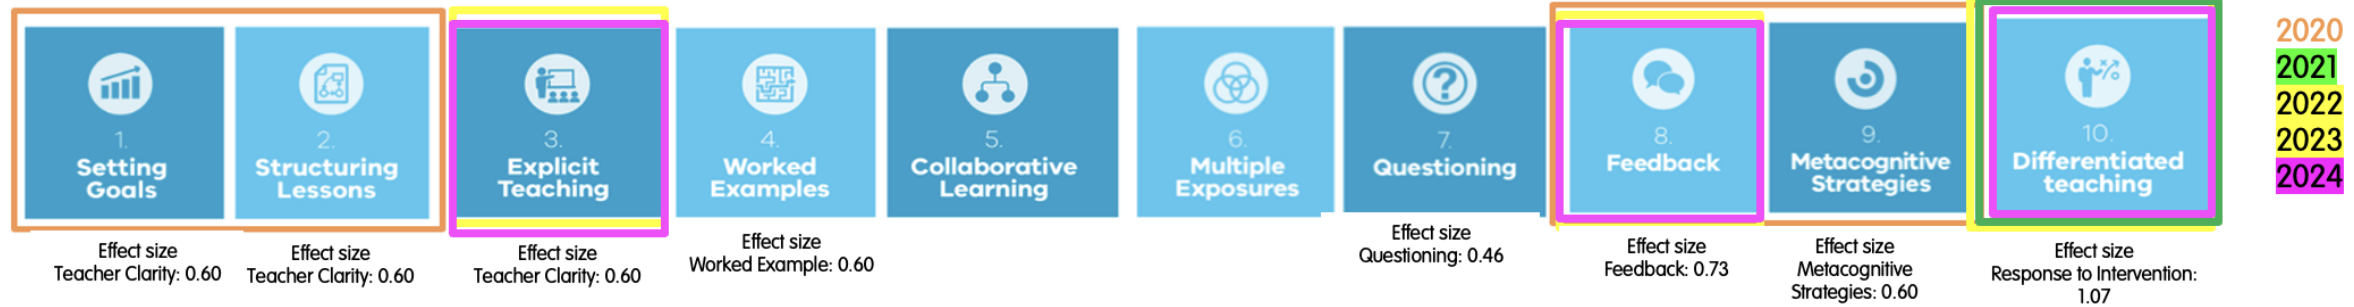 1.
Setting
Goals
2.
Structuring
Lessons
3.
Explicit
Teaching
4.
Worked
Examples
5.
Collaborative
Learning
6.
Multiple
Exposures
7.
Questioning
8.
Feedback
9.
Metacognitive
Strategies
10.
Differentiated
teaching
2020
2021
2022
2023
2024
Effect size
Teacher Clarity: 0.60
Effect size
Teacher Clarity: 0.60
Effect size
Teacher Clarity: 0.60
Effect size
Worked Example: 0.60
Effect size
Questioning: 0.46
Effect size
Feedback: 0.73
Effect size
Metacognitive
Strategies: 0.60
Effect size
Response to Intervention:
1.07